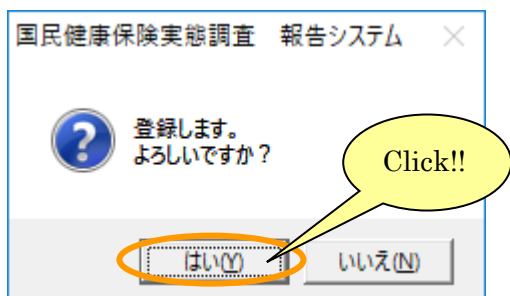 国民健康保険実態調査　報告システム
登録します。
よろしいですか？
Click!!
はい(Y)
いいえ(N)